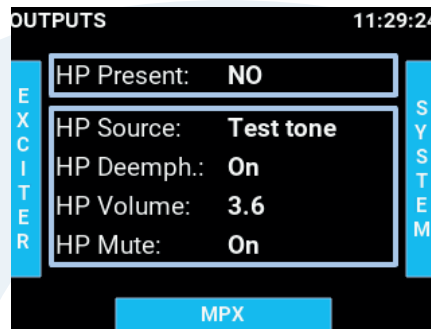 OUTPUTS 11:29:24
EXCITER
HP Present: NO
HP Source: Test tone
HP Deemph.: On
HP Volume: 3.6
HP Mute: On
SYSTEM
MPX